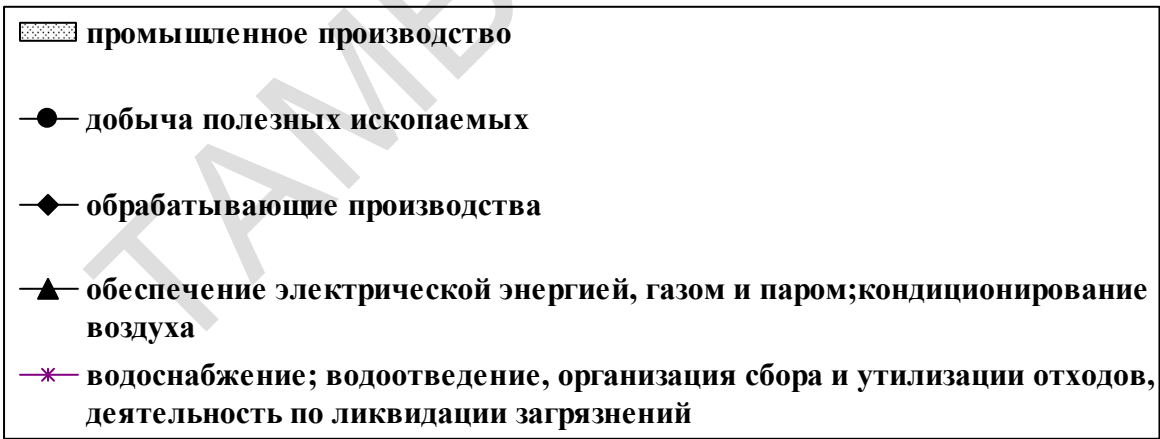 промышленное производство
добыча полезных ископаемых
обрабатывающие производства
обеспечение электрической энергией, газом и паром;кондиционирование
воздуха
водоснабжение; водоотведение, организация сбора и утилизации отходов,
деятельность по ликвидации загрязнений